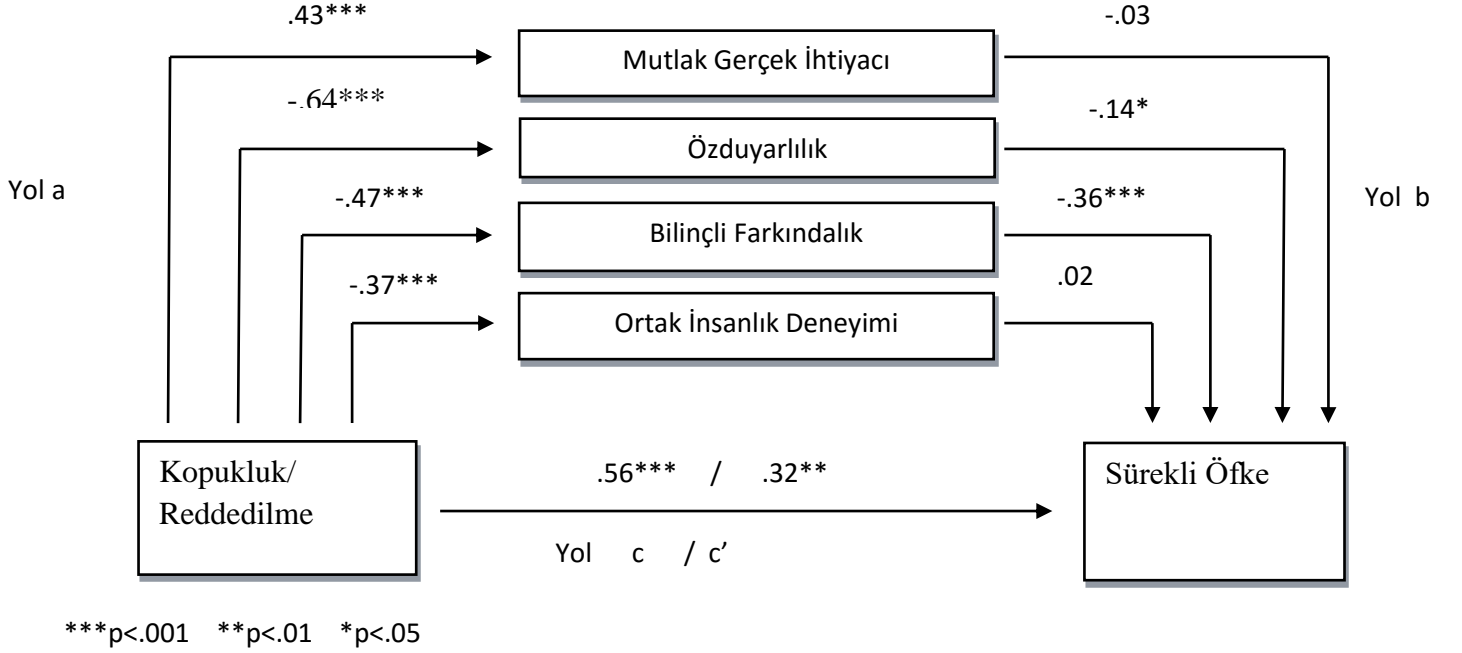 .43***
-.03
Mutlak Gerçek İhtiyacı
-.64***
-.14*
Özduyarlılık
Yol a
-.47***
-.36***
Yol b
Bilinçli Farkındalık
-.37***
.02
Ortak İnsanlık Deneyimi
Kopukluk/
Reddedilme
.56*** / .32**
Sürekli Öfke
Yol c / c’
***p<.001 **p<.01 *p<.05